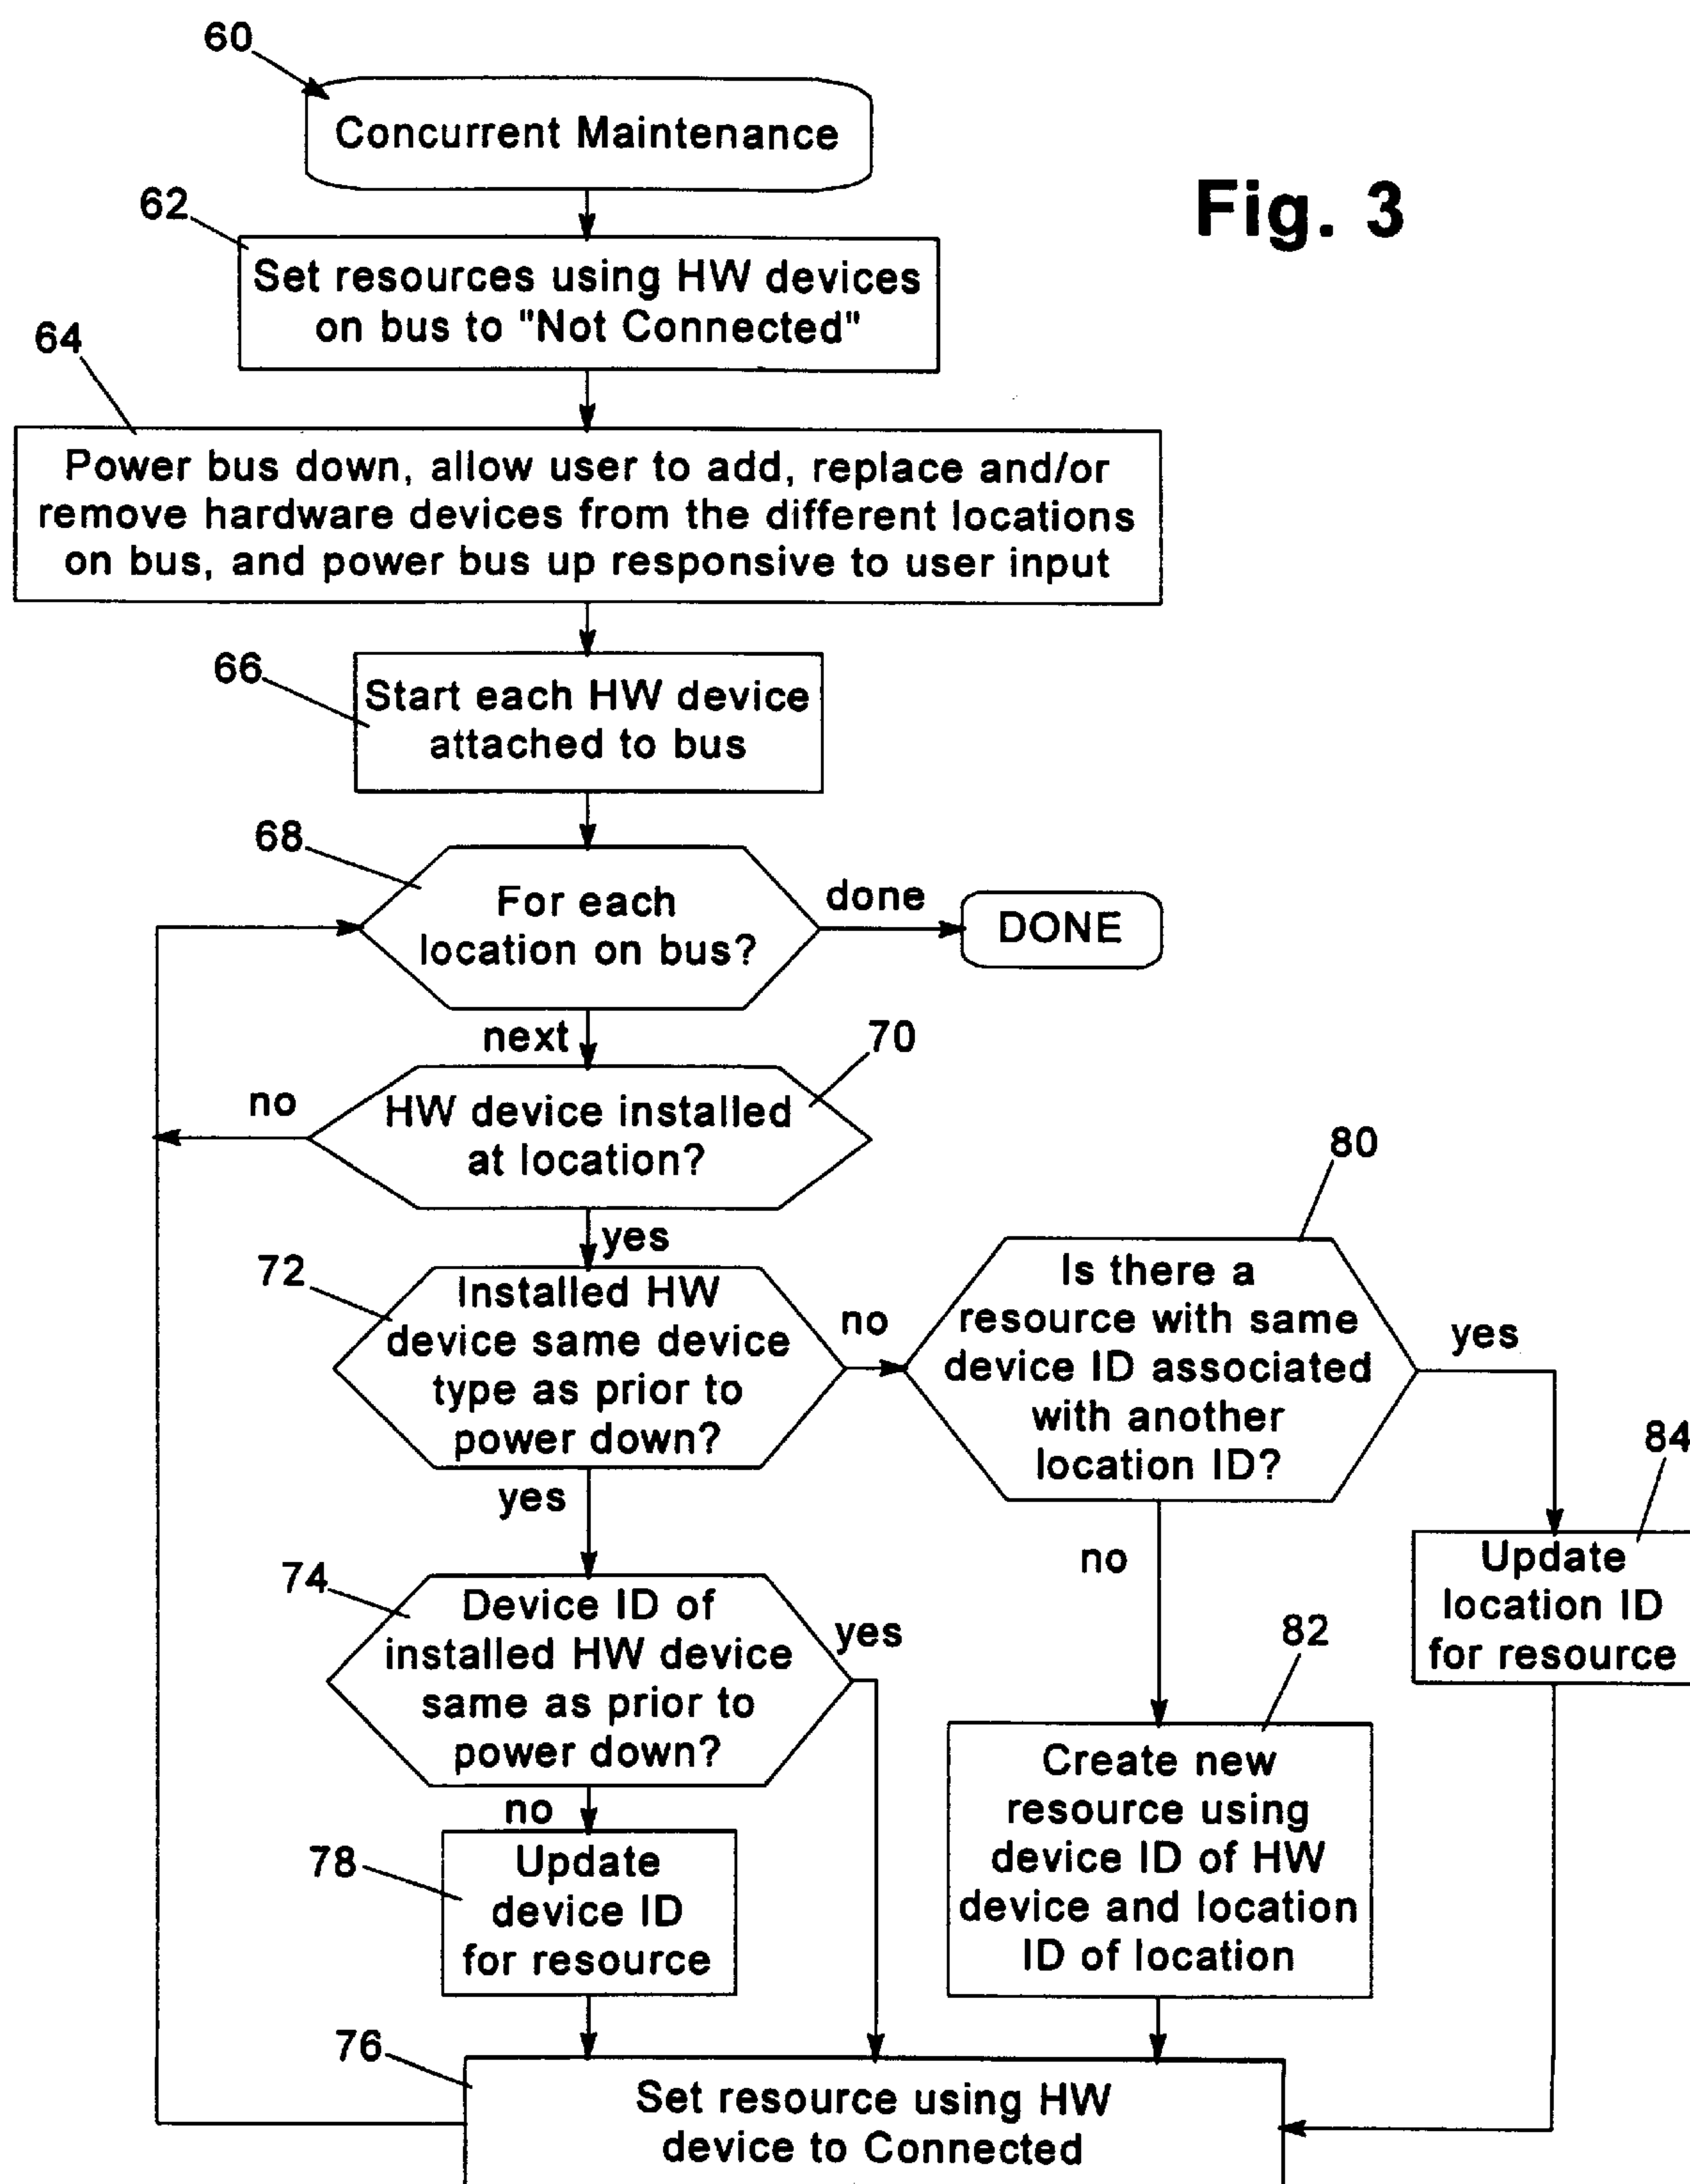 60
Concurrent Maintenance
Fig. 3
62
Set resources using HW devices
on bus to "Not Connected"
64
Power bus down, allow user to add, replace and/or
remove hardware devices from the different locations
on bus, and power bus up responsive to user input
66
Start each HW device
attached to bus
68
For each
location on bus?
done
DONE
next
70
HW device installed
at location?
no
yes
72
Installed HW
device same device
type as prior to
power down?
no
yes
80
Is there a
resource with same
device ID associated
with another
location ID?
yes
no
84
Update
location ID
for resource
74
Device ID of
installed HW device
same as prior to
power down?
yes
no
82
Create new
resource using
device ID of HW
device and location
ID of location
78
Update
device ID
for resource
76
Set resource using HW
device to Connected